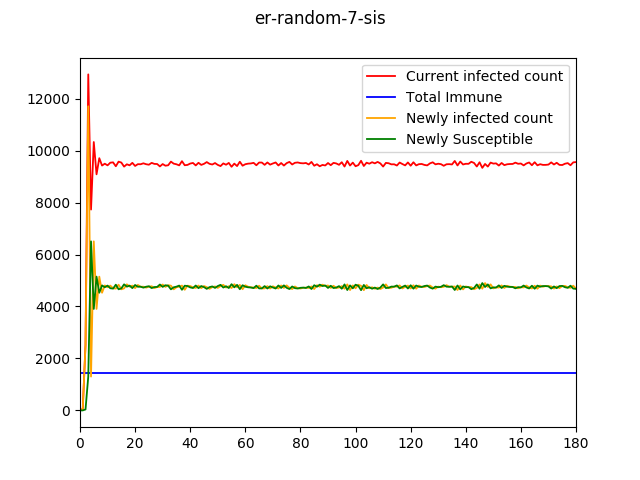 er-random-7-sis
Current infected count
Total Immune
Newly infected count
Newly Susceptible
12000
10000
8000
6000
4000
2000
0
0 20 40 60 80 100 120 140 160 180